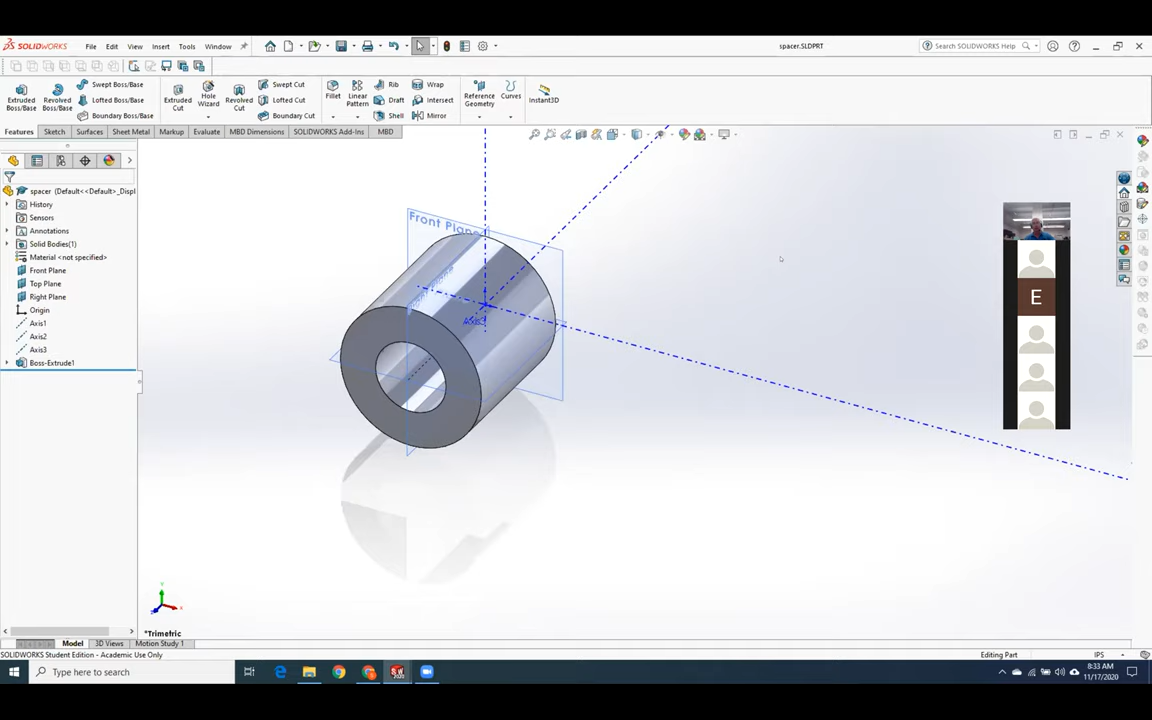 SOLIDWORKS File Edit View Insert Tools Window spacer.SLDPRT Search SOLIDWORKS Help
Extruded Boss/Base
Revolved Boss/Base
Swept Boss/Base
Lofted Boss/Base
Boundary Boss/Base
Extruded Cut
Hole Wizard
Revolved Cut
Swept Cut
Lofted Cut
Boundary Cut
Fillet
Linear Pattern
Rib
Draft
Shell
Wrap
Intersect
Mirror
Reference Geometry
Curves
Instant3D
Features Sketch Surfaces Sheet Metal Markup Evaluate MBD Dimensions SOLIDWORKS Add-Ins MBD
spacer (Default<<Default>_Displ
History
Sensors
Annotations
Solid Bodies(1)
Material <not specified>
Front Plane
Top Plane
Right Plane
Origin
Axis1
Axis2
Axis3
Boss-Extrude1
Front Plane
E
*Trimetric
Model 3D Views Motion Study 1
SOLIDWORKS Student Edition - Academic Use Only Editing Part IPS
Type here to search
8:33 AM
11/17/2020